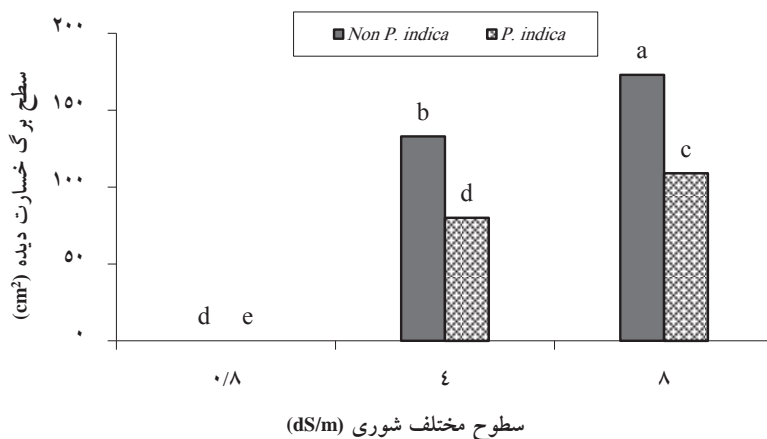 Non P. indica P. indica
سطح برگ خسارت دیده
(cm²)
۲۰۰
۱۵۰
۱۰۰
۵۰
۰
d e
b
d
a
c
۰/۸ ٤ ۸
سطوح مختلف شوری (dS/m)